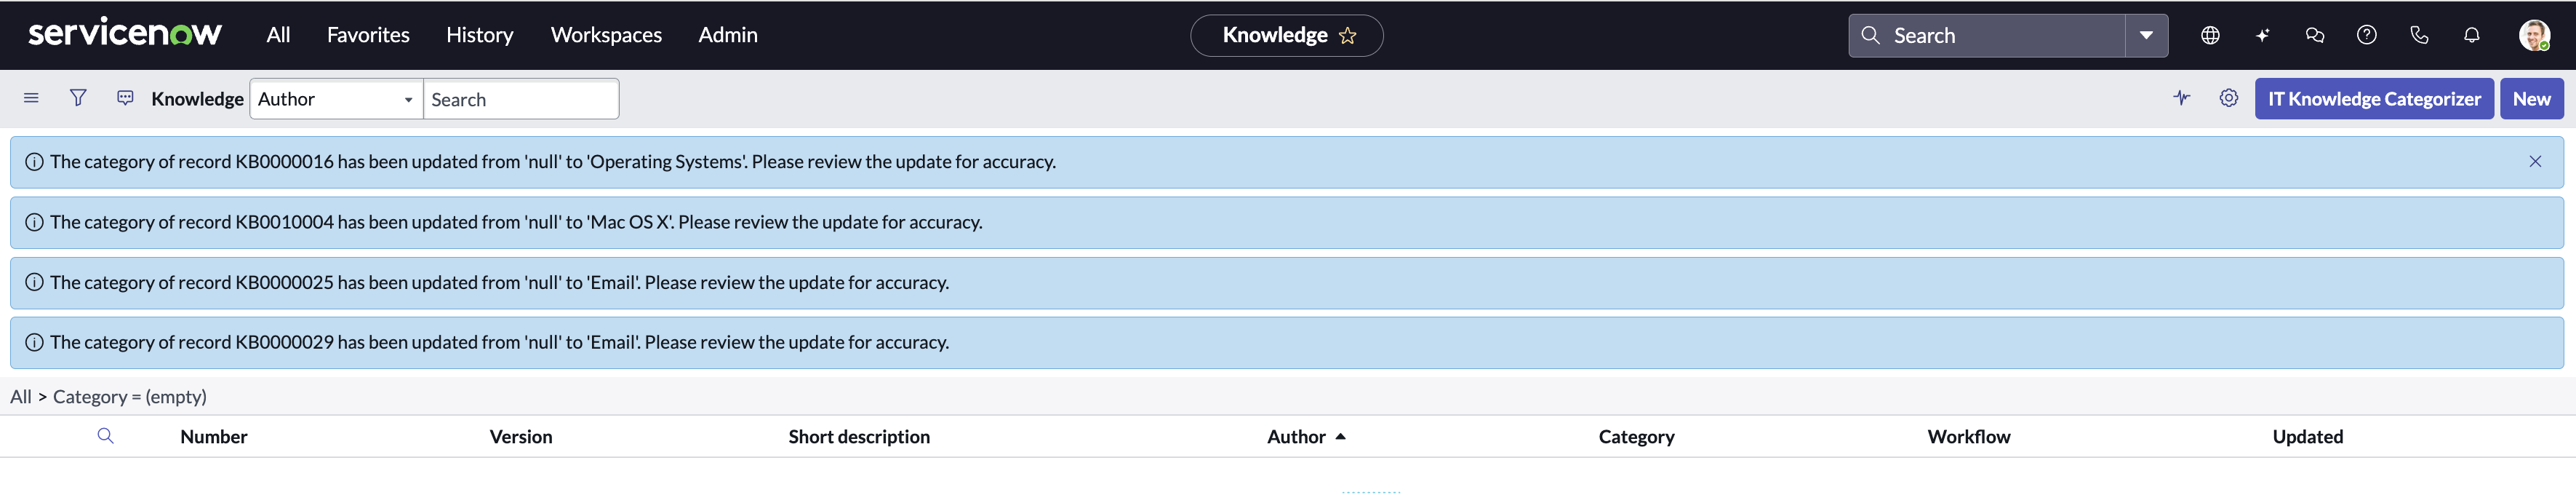 servicenow All Favorites History Workspaces Admin Knowledge Search
Knowledge Author Search IT Knowledge Categorizer New
The category of record KB0000016 has been updated from 'null' to 'Operating Systems'. Please review the update for accuracy.
The category of record KB0010004 has been updated from 'null' to 'Mac OS X'. Please review the update for accuracy.
The category of record KB0000025 has been updated from 'null' to 'Email'. Please review the update for accuracy.
The category of record KB0000029 has been updated from 'null' to 'Email'. Please review the update for accuracy.
All > Category = (empty)
Number Version Short description Author Category Workflow Updated